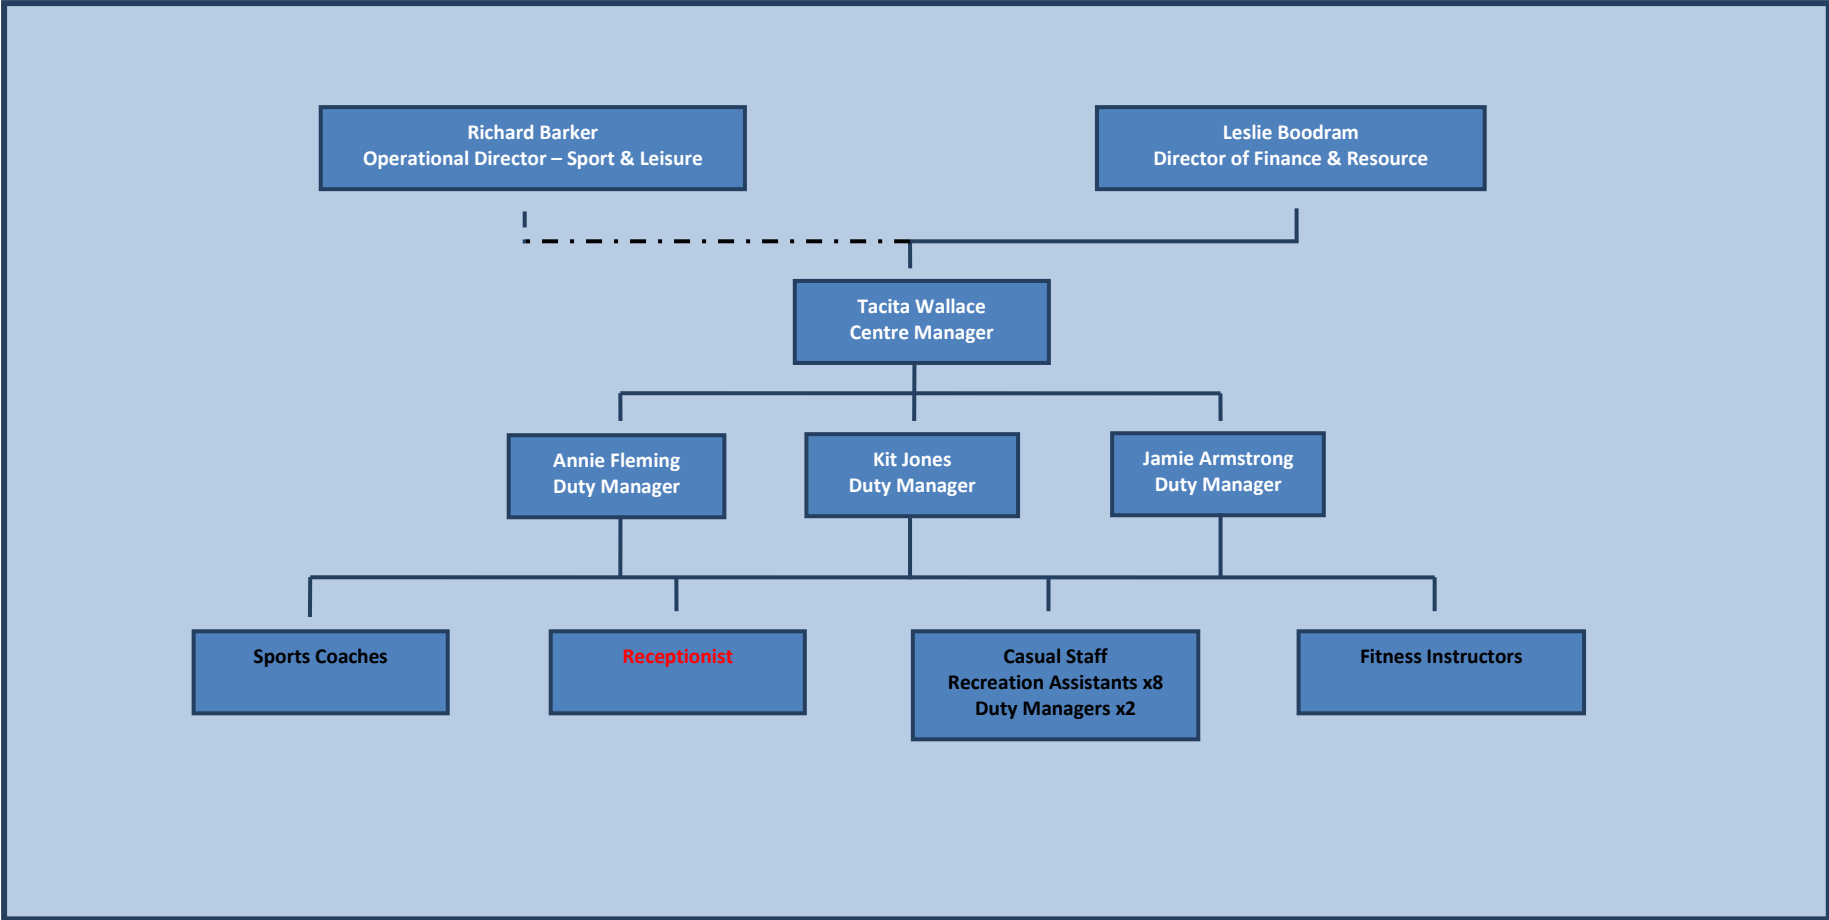 Richard Barker
Operational Director – Sport & Leisure
Leslie Boodram
Director of Finance & Resource
Tacita Wallace
Centre Manager
Annie Fleming
Duty Manager
Kit Jones
Duty Manager
Jamie Armstrong
Duty Manager
Sports Coaches
Receptionist
Casual Staff
Recreation Assistants x8
Duty Managers x2
Fitness Instructors